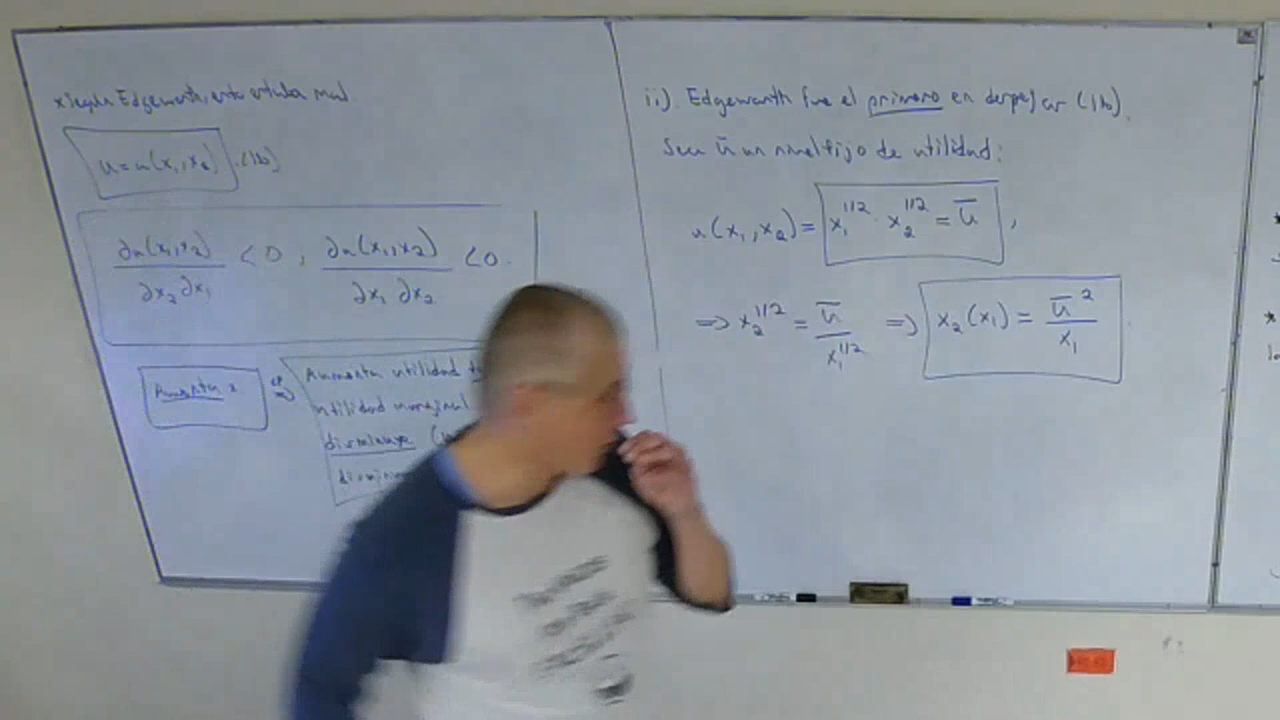 x Según Edgeworth, esto estaba mal
u = u(x₁, x₂) (1b)
∂u(x₁,x₂)/∂x₂∂x₁ < 0 , ∂u(x₁,x₂)/∂x₁∂x₂ < 0.
Aumenta x
Aumenta utilidad
utilidad marginal
disminuye
ii) Edgeworth fue el primero en despejar (1b).
Sea ū un nivel fijo de utilidad:
u(x₁, x₂) = x₁^1/2 · x₂^1/2 = ū ,
⇒ x₂^1/2 = ū/x₁^1/2 ⇒ x₂(x₁) = ū²/x₁